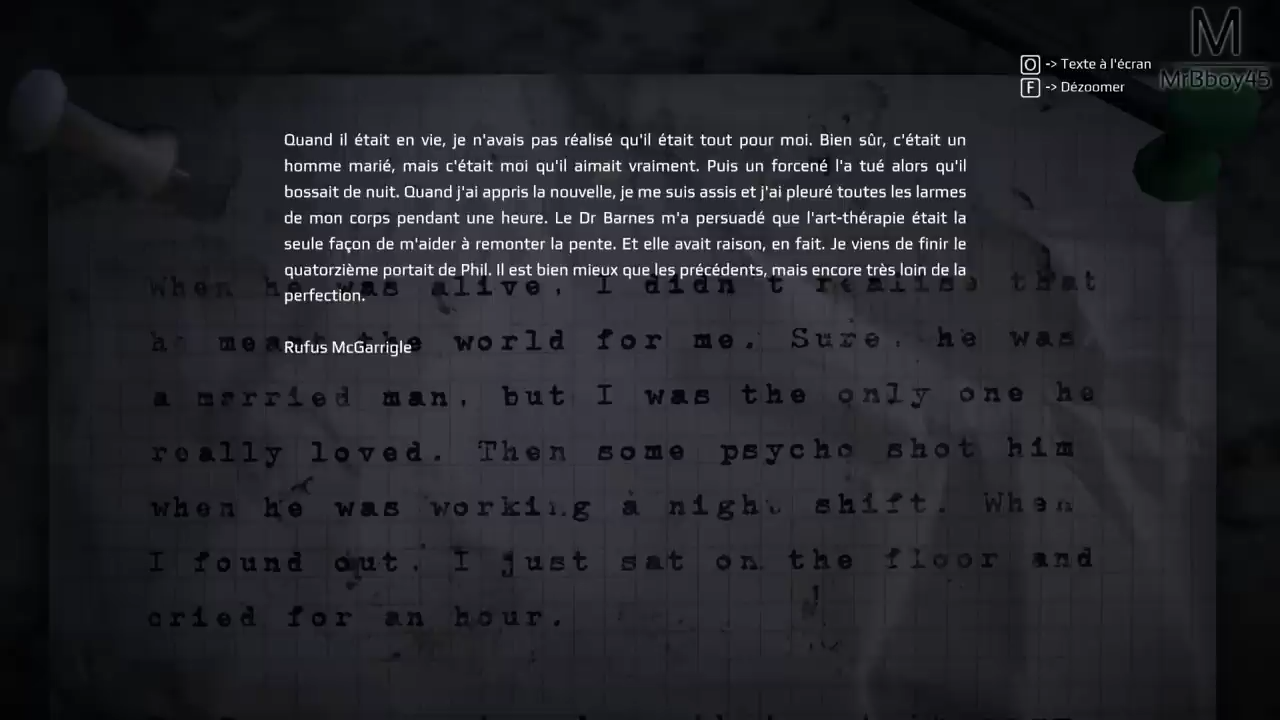 M
MrBboy45
O -> Texte à l'écran
F -> Dézoomer
Quand il était en vie, je n'avais pas réalisé qu'il était tout pour moi. Bien sûr, c'était un
homme marié, mais c'était moi qu'il aimait vraiment. Puis un forcené l'a tué alors qu'il
bossait de nuit. Quand j'ai appris la nouvelle, je me suis assis et j'ai pleuré toutes les larmes
de mon corps pendant une heure. Le Dr Barnes m'a persuadé que l'art-thérapie était la
seule façon de m'aider à remonter la pente. Et elle avait raison, en fait. Je viens de finir le
quatorzième portait de Phil. Il est bien mieux que les précédents, mais encore très loin de la
perfection.
Rufus McGarrigle
When he was alive, I didn't realise that
he meant the world for me. Sure, he was
a married man, but I was the only one he
really loved. Then some psycho shot him
when he was working a night shift. When
I found out, I just sat on the floor and
cried for an hour.